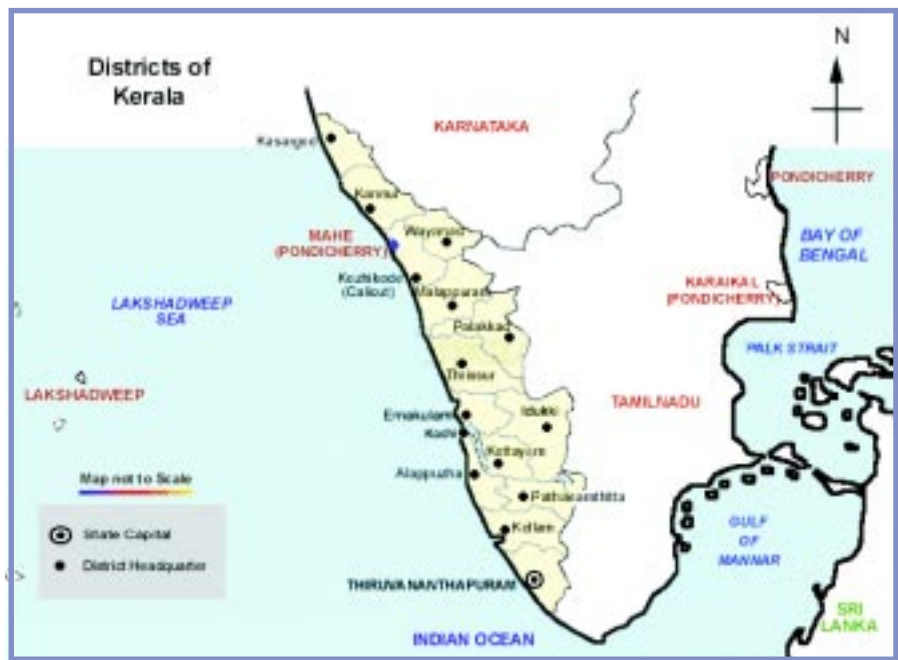 Districts of
Kerala
N
KARNATAKA
Kasargod
PONDICHERRY
Kannur
MAHE
(PONDICHERRY)
Wayanad
BAY OF
BENGAL
Kozhikode
(Calicut)
Malappuram
KARAIKAL
(PONDICHERRY)
LAKSHADWEEP
SEA
Palakkad
PALK STRAIT
Thrissur
LAKSHADWEEP
TAMILNADU
Ernakulam
Idukki
Kochi
Kottayam
Alappuzha
Map not to Scale
Pathanamthitta
State Capital
District Headquarter
Kollam
GULF
OF
MANNAR
THIRUVANANTHAPURAM
SRI
LANKA
INDIAN OCEAN